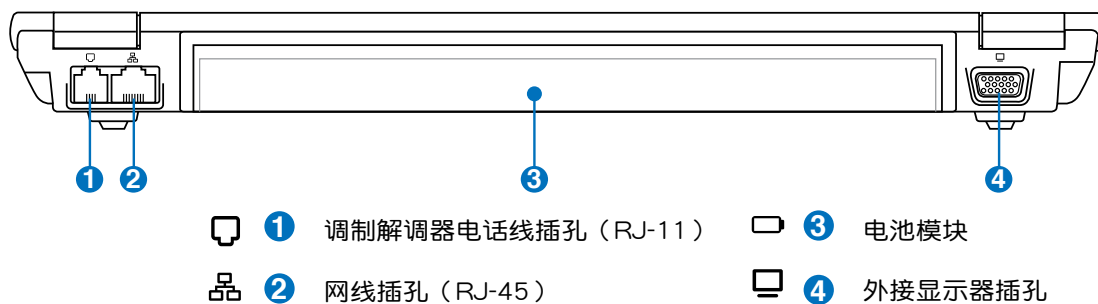 1 2 3 4
1 调制解调器电话线插孔（RJ-11）
3 电池模块
2 网线插孔（RJ-45）
4 外接显示器插孔